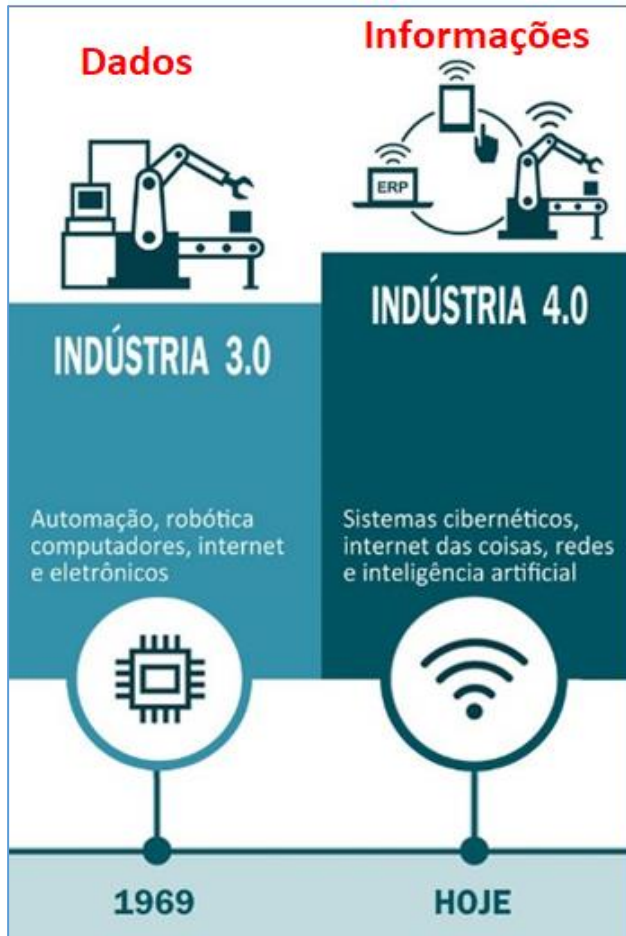 Dados
Informações
ERP
INDÚSTRIA 3.0
INDÚSTRIA 4.0
Automação, robótica
computadores, internet
e eletrônicos
Sistemas cibernéticos,
internet das coisas, redes
e inteligência artificial
1969
HOJE